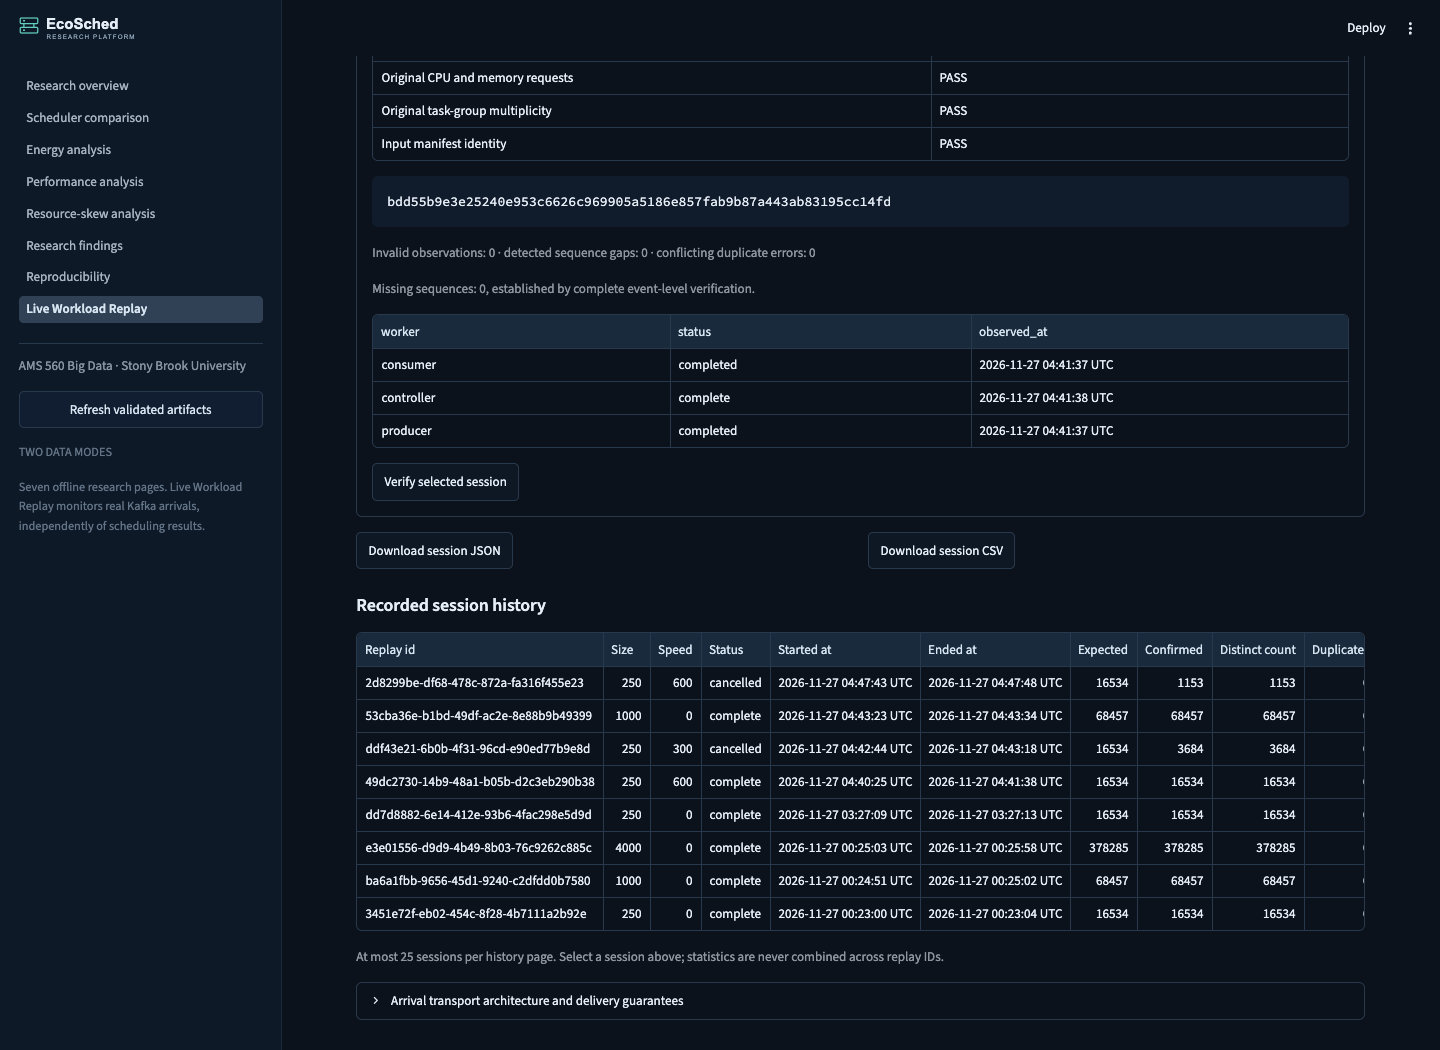 EcoSched
RESEARCH PLATFORM
Research overview
Scheduler comparison
Energy analysis
Performance analysis
Resource-skew analysis
Research findings
Reproducibility
Live Workload Replay
AMS 560 Big Data · Stony Brook University
Refresh validated artifacts
TWO DATA MODES
Seven offline research pages. Live Workload
Replay monitors real Kafka arrivals,
independently of scheduling results.
Deploy
Original CPU and memory requests PASS
Original task-group multiplicity PASS
Input manifest identity PASS
bdd55b9e3e25240e953c6626c969905a5186e857fab9b87a443ab83195cc14fd
Invalid observations: 0 · detected sequence gaps: 0 · conflicting duplicate errors: 0
Missing sequences: 0, established by complete event-level verification.
worker status observed_at
consumer completed 2026-11-27 04:41:37 UTC
controller complete 2026-11-27 04:41:38 UTC
producer completed 2026-11-27 04:41:37 UTC
Verify selected session
Download session JSON Download session CSV
Recorded session history
Replay id Size Speed Status Started at Ended at Expected Confirmed Distinct count Duplicate
2d8299be-df68-478c-872a-fa316f455e23 250 600 cancelled 2026-11-27 04:47:43 UTC 2026-11-27 04:47:48 UTC 16534 1153 1153
53cba36e-b1bd-49df-ac2e-8e88b9b49399 1000 0 complete 2026-11-27 04:43:23 UTC 2026-11-27 04:43:34 UTC 68457 68457 68457
ddf43e21-6b0b-4f31-96cd-e90ed77b9e8d 250 300 cancelled 2026-11-27 04:42:44 UTC 2026-11-27 04:43:18 UTC 16534 3684 3684
49dc2730-14b9-48a1-b05b-d2c3eb290b38 250 600 complete 2026-11-27 04:40:25 UTC 2026-11-27 04:41:38 UTC 16534 16534 16534
dd7d8882-6e14-412e-93b6-4fac298e5d9d 250 0 complete 2026-11-27 03:27:09 UTC 2026-11-27 03:27:13 UTC 16534 16534 16534
e3e01556-d9d9-4b49-8b03-76c9262c885c 4000 0 complete 2026-11-27 00:25:03 UTC 2026-11-27 00:25:58 UTC 378285 378285 378285
ba6a1fbb-9656-45d1-9240-c2dfdd0b7580 1000 0 complete 2026-11-27 00:24:51 UTC 2026-11-27 00:25:02 UTC 68457 68457 68457
3451e72f-eb02-454c-8f28-4b7111a2b92e 250 0 complete 2026-11-27 00:23:00 UTC 2026-11-27 00:23:04 UTC 16534 16534 16534
At most 25 sessions per history page. Select a session above; statistics are never combined across replay IDs.
Arrival transport architecture and delivery guarantees